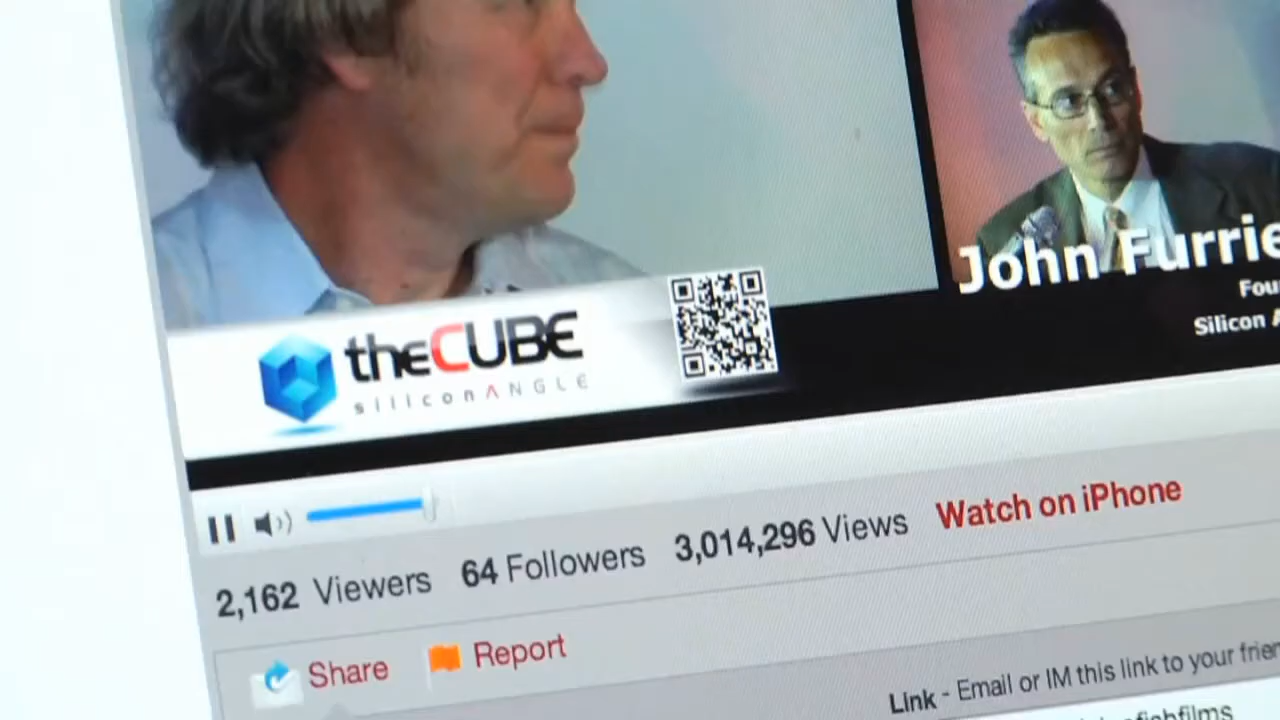 John Furrie
Fou
Silicon A
theCUBE
siliconANGLE
2,162 Viewers 64 Followers 3,014,296 Views Watch on iPhone
Share Report
Link - Email or IM this link to your frien
fishfilms